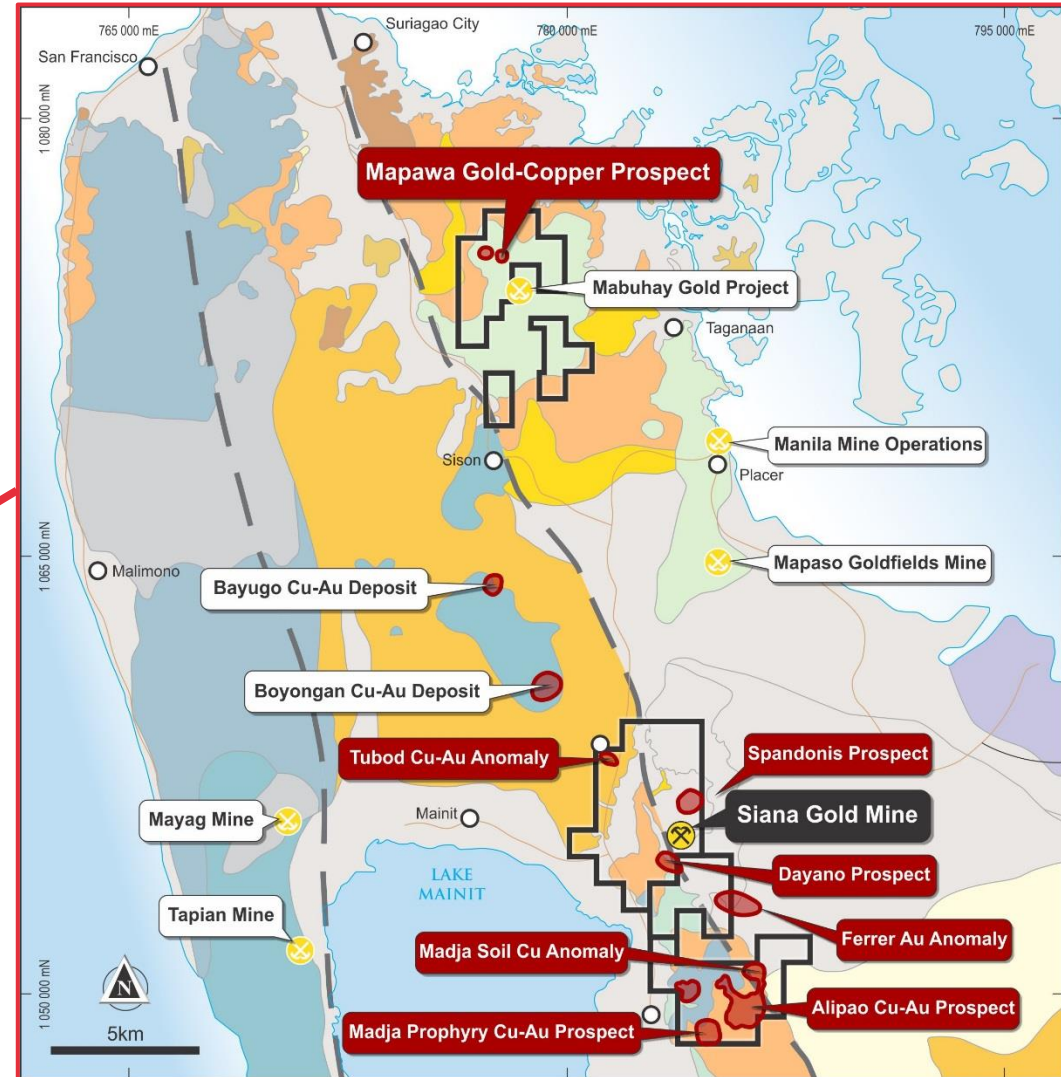 765 000 mE
780 000 mE
795 000 mE
Suriagao City
San Francisco
1 080 000 mN
Mapawa Gold-Copper Prospect
Mabuhay Gold Project
Taganaan
Manila Mine Operations
Sison
Placer
1 065 000 mN
Malimono
Mapaso Goldfields Mine
Bayugo Cu-Au Deposit
Boyongan Cu-Au Deposit
Tubod Cu-Au Anomaly
Spandonis Prospect
Mayag Mine
Mainit
Siana Gold Mine
LAKE
MAINIT
Dayano Prospect
Tapian Mine
Ferrer Au Anomaly
Madja Soil Cu Anomaly
N
1 050 000 mN
Alipao Cu-Au Prospect
Madja Prophyry Cu-Au Prospect
5km